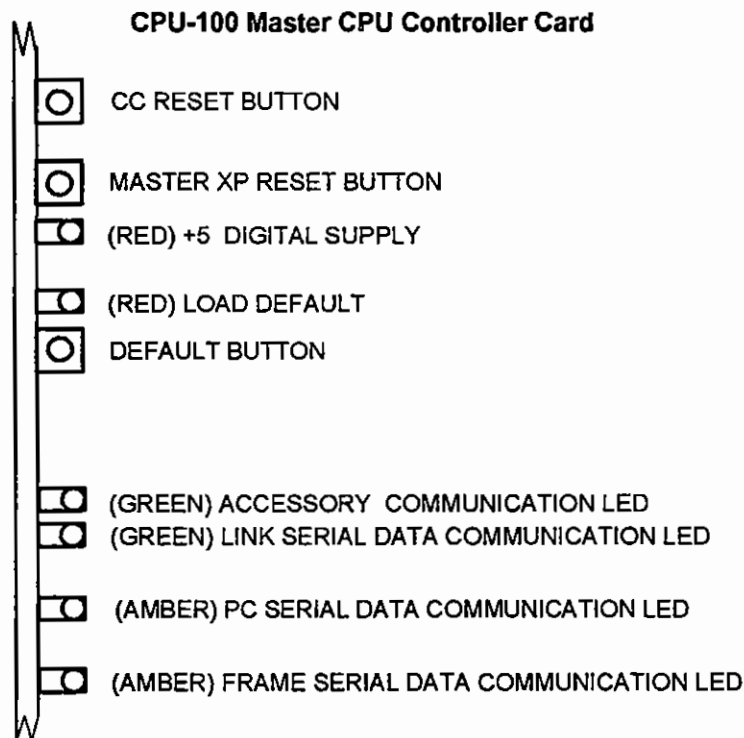 CPU-100 Master CPU Controller Card
CC RESET BUTTON
MASTER XP RESET BUTTON
(RED) +5 DIGITAL SUPPLY
(RED) LOAD DEFAULT
DEFAULT BUTTON
(GREEN) ACCESSORY COMMUNICATION LED
(GREEN) LINK SERIAL DATA COMMUNICATION LED
(AMBER) PC SERIAL DATA COMMUNICATION LED
(AMBER) FRAME SERIAL DATA COMMUNICATION LED